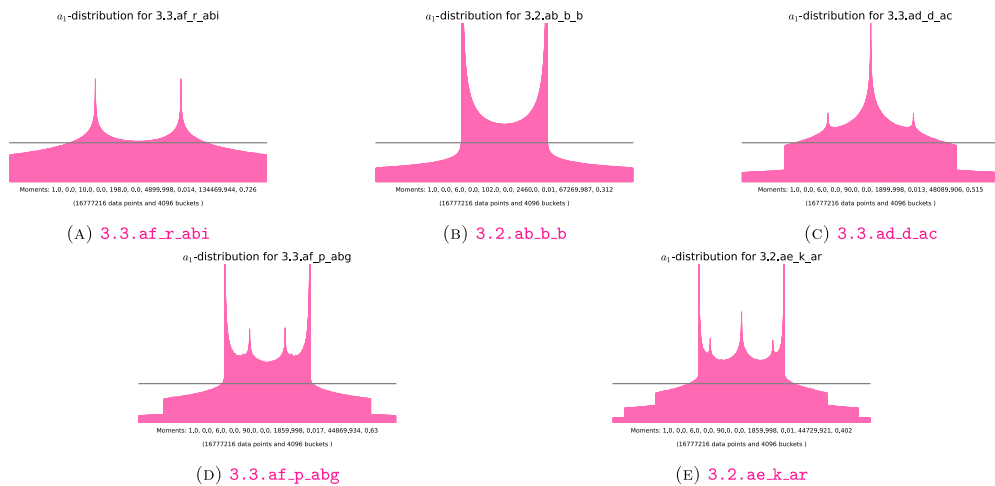 a₁-distribution for 3.3.af_r_abi
Moments: 1.0, 0.0, 10.0, 0.0, 198.0, 0.0, 4899.998, 0.014, 134469.944, 0.726
(16777216 data points and 4096 buckets )
(A) 3.3.af_r_abi
a₁-distribution for 3.2.ab_b_b
Moments: 1.0, 0.0, 6.0, 0.0, 102.0, 0.0, 2460.0, 0.01, 67269.987, 0.312
(16777216 data points and 4096 buckets )
(B) 3.2.ab_b_b
a₁-distribution for 3.3.ad_d_ac
Moments: 1.0, 0.0, 6.0, 0.0, 90.0, 0.0, 1899.998, 0.013, 48089.906, 0.515
(16777216 data points and 4096 buckets )
(C) 3.3.ad_d_ac
a₁-distribution for 3.3.af_p_abg
Moments: 1.0, 0.0, 6.0, 0.0, 90.0, 0.0, 1859.998, 0.017, 44869.934, 0.63
(16777216 data points and 4096 buckets )
(D) 3.3.af_p_abg
a₁-distribution for 3.2.ae_k_ar
Moments: 1.0, 0.0, 6.0, 0.0, 90.0, 0.0, 1859.998, 0.01, 44729.921, 0.402
(16777216 data points and 4096 buckets )
(E) 3.2.ae_k_ar